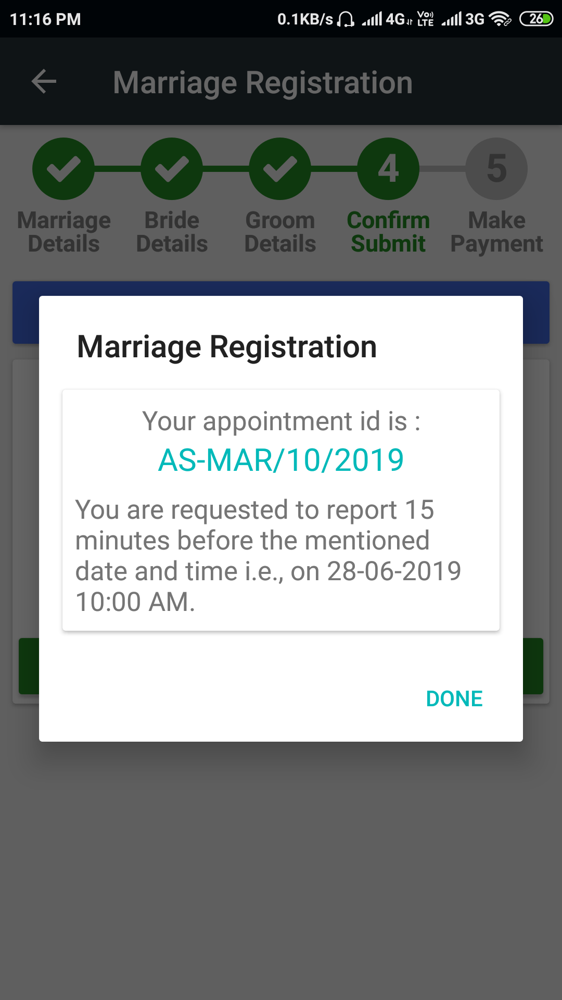 11:16 PM 0.1KB/s 4G VoLTE 3G 26
Marriage Registration
4 5
Marriage Bride Groom Confirm Make
Details Details Details Submit Payment
Marriage Registration
Your appointment id is :
AS-MAR/10/2019
You are requested to report 15
minutes before the mentioned
date and time i.e., on 28-06-2019
10:00 AM.
DONE